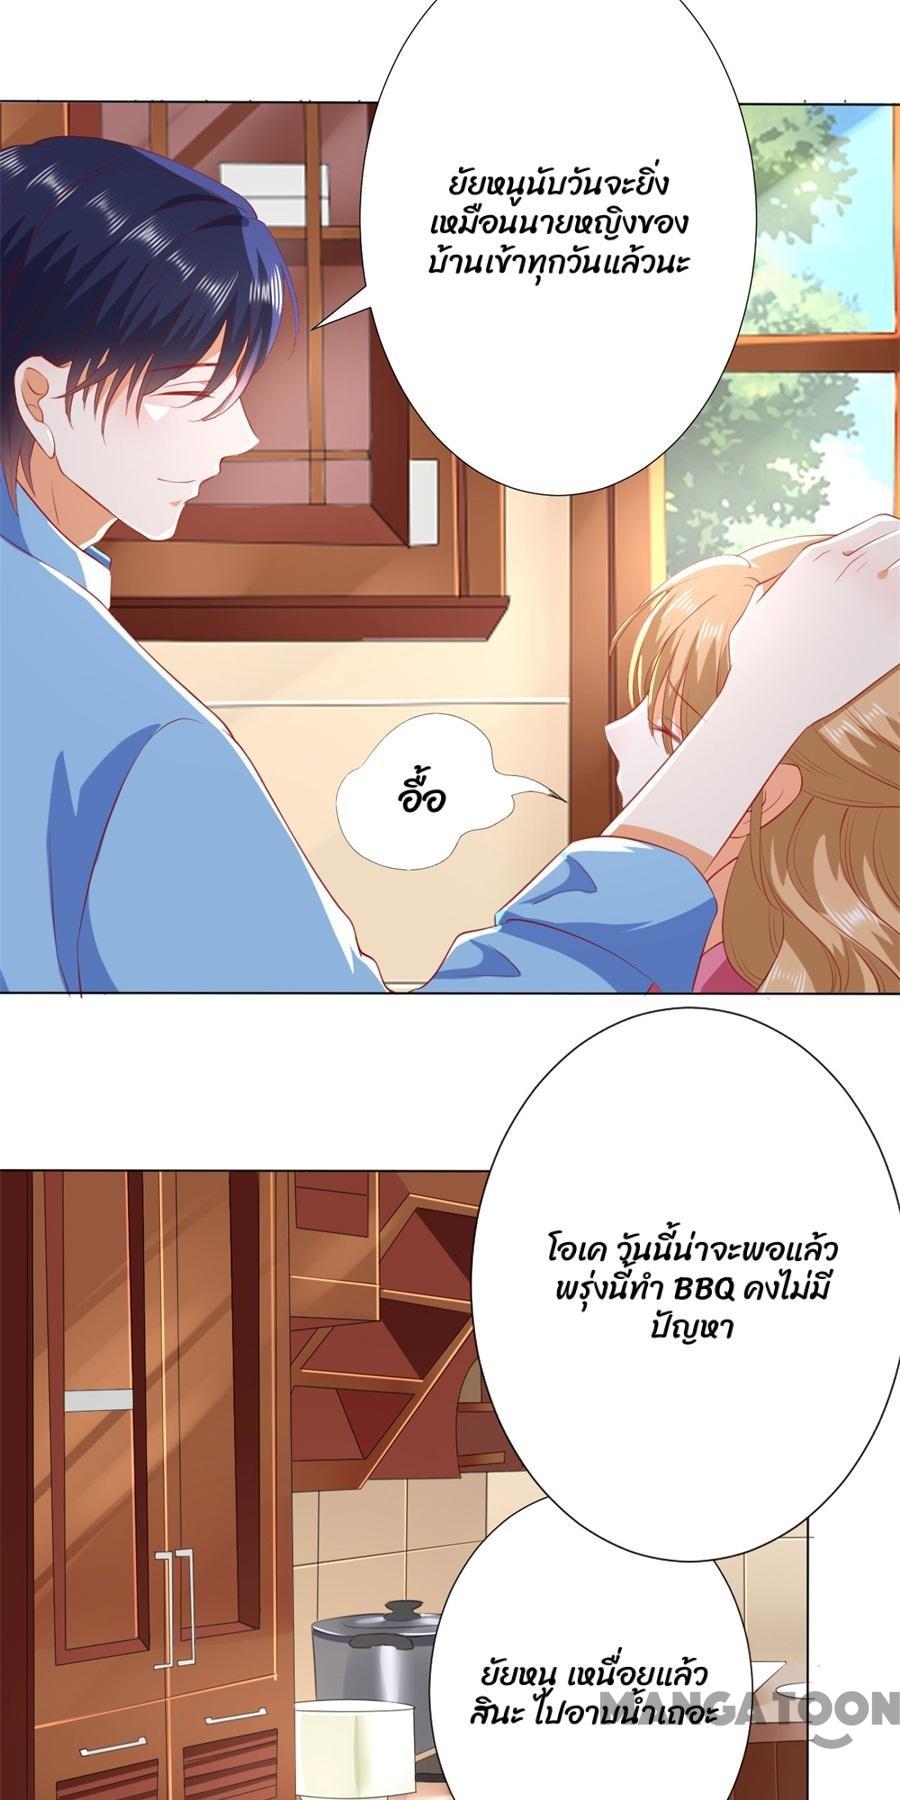 ยัยหนูนับวันจะยิ่ง
เหมือนนายหญิงของ
บ้านเข้าทุกวันแล้วนะ
อื้อ
โอเค วันนี้น่าจะพอแล้ว
พรุ่งนี้ทำ BBQ คงไม่มี
ปัญหา
ยัยหนู เหนื่อยแล้ว
สินะ ไปอาบน้ำเถอะ
MANGATOON